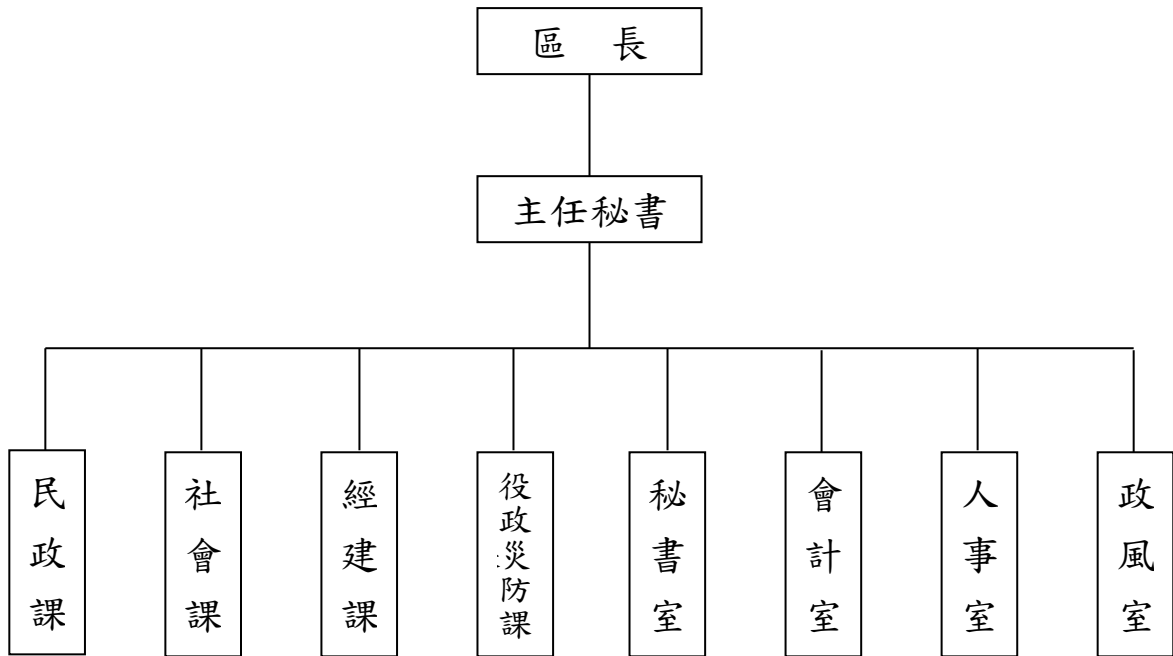 區 長
主任秘書
民政課
社會課
經建課
役政災防課
秘書室
會計室
人事室
政風室